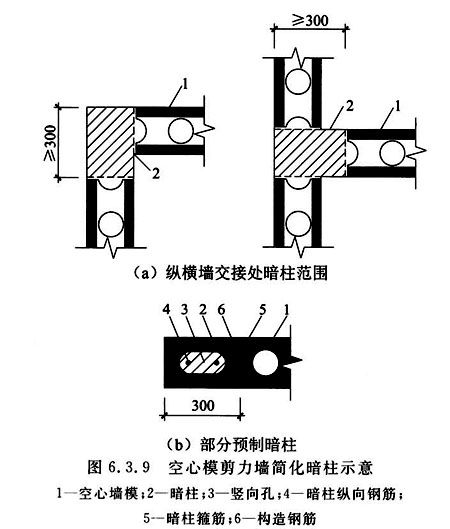 ≥300
1
2
≥300
2
1
(a) 纵横墙交接处暗柱范围
4 3 2 6 5 1
300
(b) 部分预制暗柱
图 6.3.9 空心模剪力墙简化暗柱示意
1—空心墙模;2—暗柱;3—竖向孔;4—暗柱纵向钢筋;
5—暗柱箍筋;6—构造钢筋